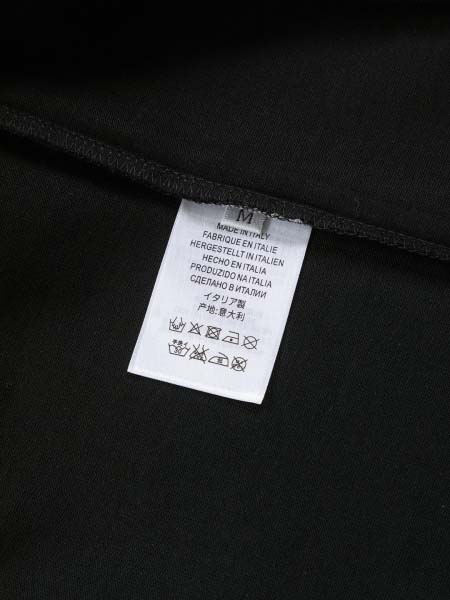 M
MADE IN ITALY
FABRIQUE EN ITALIE
HERGESTELLT IN ITALIEN
HECHO EN ITALIA
PRODUZIDO NA ITALIA
СДЕЛАНО В ИТАЛИИ
イタリア製
产地:意大利